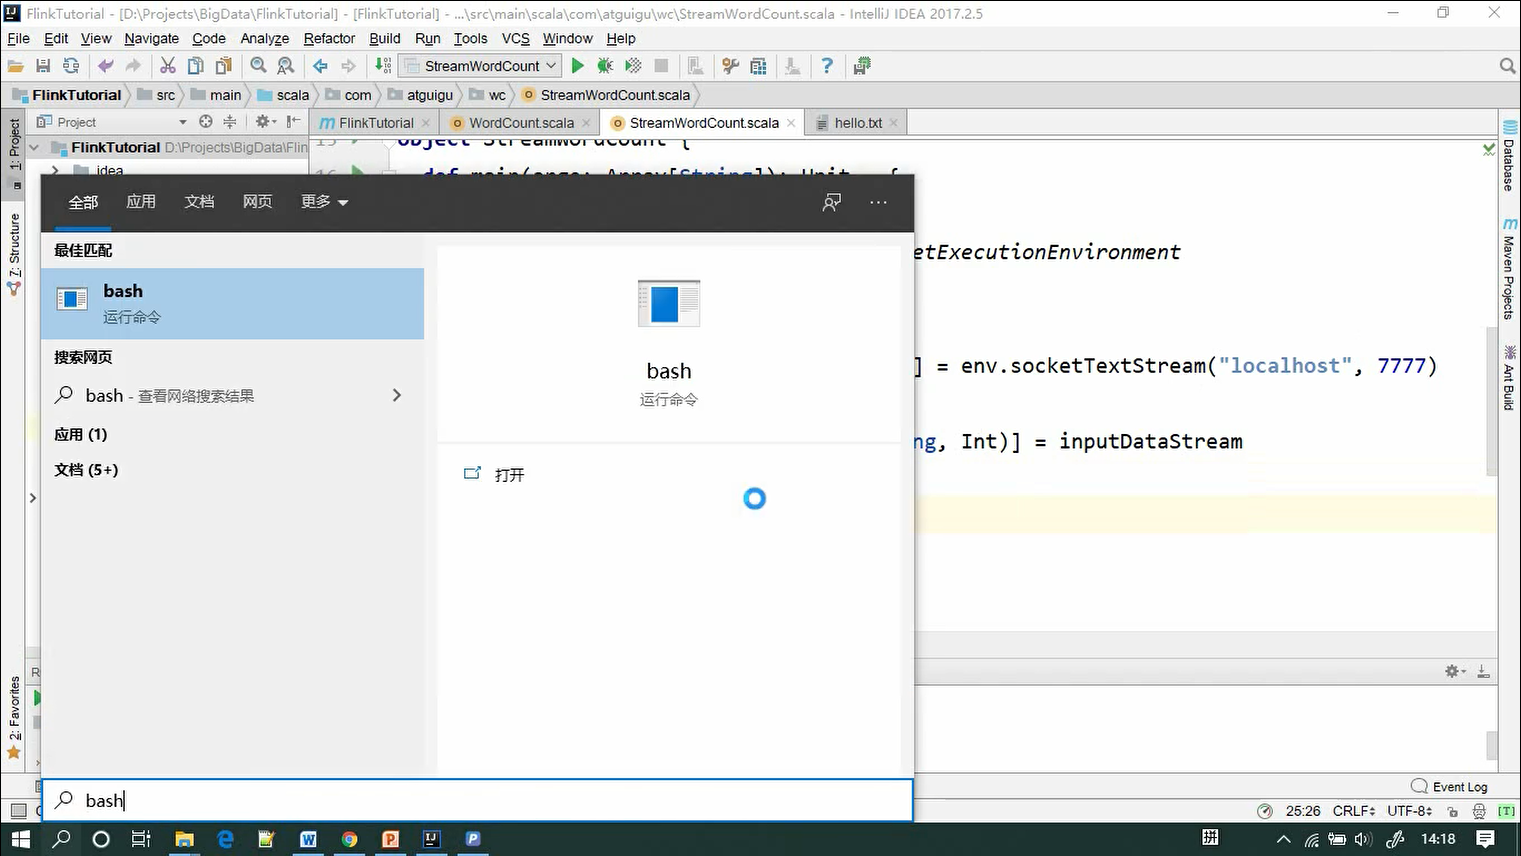 FlinkTutorial - [D:\Projects\BigData\FlinkTutorial] - [FlinkTutorial] - ...\src\main\scala\com\atguigu\wc\StreamWordCount.scala - IntelliJ IDEA 2017.2.5
File Edit View Navigate Code Analyze Refactor Build Run Tools VCS Window Help
StreamWordCount
FlinkTutorial src main scala com atguigu wc StreamWordCount.scala
Project
FlinkTutorial WordCount.scala StreamWordCount.scala hello.txt
FlinkTutorial D:\Projects\BigData\Flin
object StreamWordCount {
idea
def main(args: Array[String]): Unit = {
全部 应用 文档 网页 更多
最佳匹配
bash
运行命令
搜索网页
bash - 查看网络搜索结果
应用 (1)
文档 (5+)
bash
运行命令
打开
etExecutionEnvironment
] = env.socketTextStream("localhost", 7777)
ng, Int)] = inputDataStream
1: Project
7: Structure
2: Favorites
Database
Maven Projects
Ant Build
Event Log
25:26 CRLF UTF-8
bash
拼
14:18